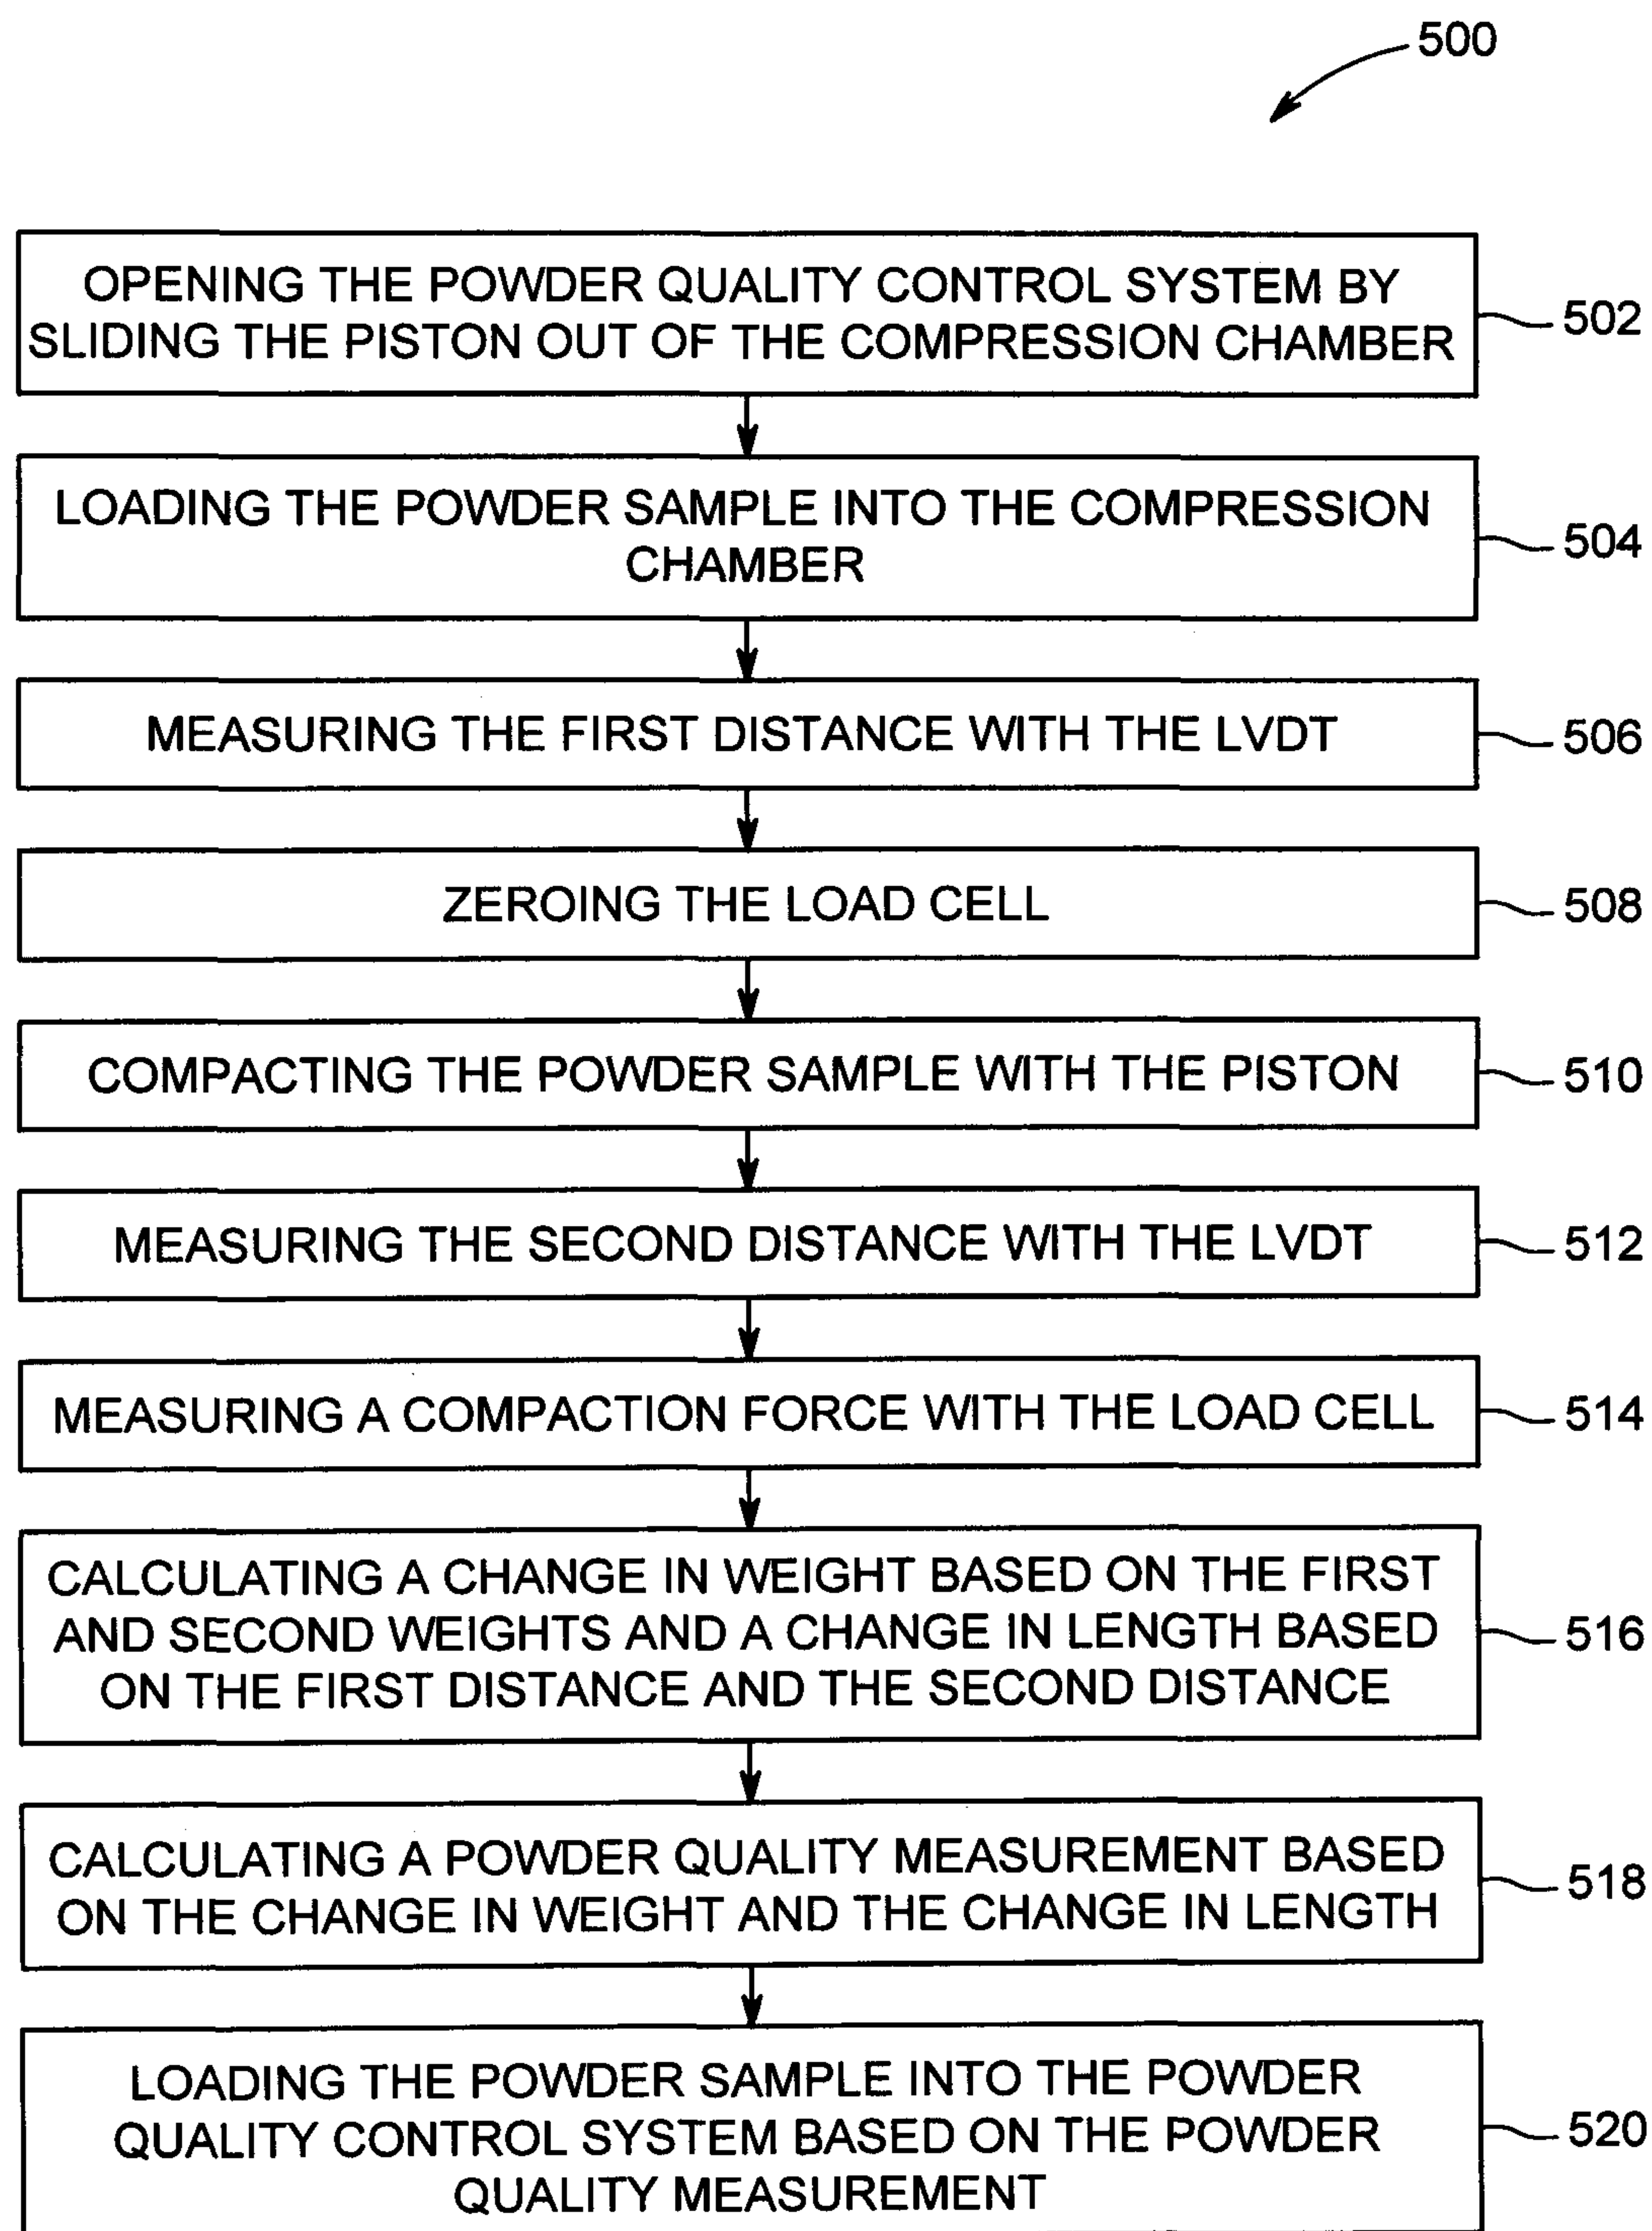 500
OPENING THE POWDER QUALITY CONTROL SYSTEM BY
SLIDING THE PISTON OUT OF THE COMPRESSION CHAMBER
502
LOADING THE POWDER SAMPLE INTO THE COMPRESSION
CHAMBER
504
MEASURING THE FIRST DISTANCE WITH THE LVDT
506
ZEROING THE LOAD CELL
508
COMPACTING THE POWDER SAMPLE WITH THE PISTON
510
MEASURING THE SECOND DISTANCE WITH THE LVDT
512
MEASURING A COMPACTION FORCE WITH THE LOAD CELL
514
CALCULATING A CHANGE IN WEIGHT BASED ON THE FIRST
AND SECOND WEIGHTS AND A CHANGE IN LENGTH BASED
ON THE FIRST DISTANCE AND THE SECOND DISTANCE
516
CALCULATING A POWDER QUALITY MEASUREMENT BASED
ON THE CHANGE IN WEIGHT AND THE CHANGE IN LENGTH
518
LOADING THE POWDER SAMPLE INTO THE POWDER
QUALITY CONTROL SYSTEM BASED ON THE POWDER
QUALITY MEASUREMENT
520